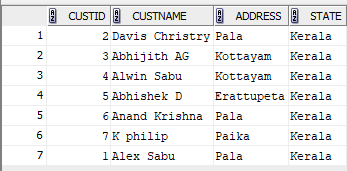 CUSTID CUSTNAME ADDRESS STATE
1 2 Davis Christry Pala Kerala
2 3 Abhijith AG Kottayam Kerala
3 4 Alwin Sabu Kottayam Kerala
4 5 Abhishek D Erattupeta Kerala
5 6 Anand Krishna Pala Kerala
6 7 K philip Paika Kerala
7 1 Alex Sabu Pala Kerala